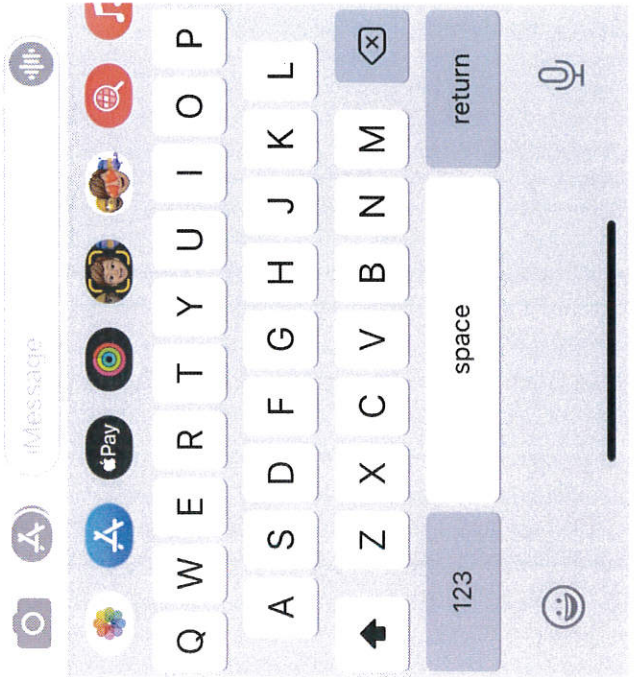 iMessage
Pay
Q W E R T Y U I O P
A S D F G H J K L
Z X C V B N M
123 space return